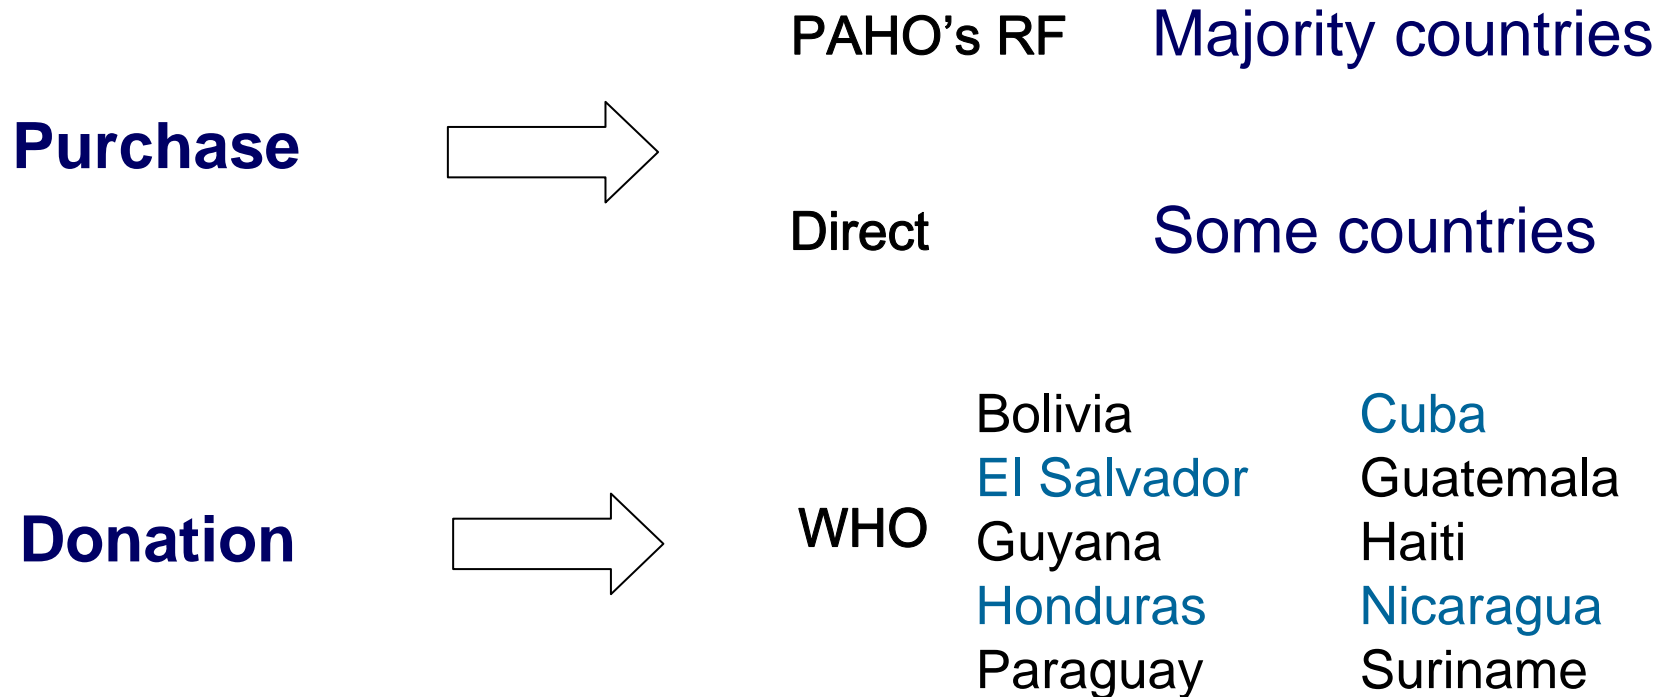 PAHO’s RF Majority countries
Purchase
Direct Some countries
Bolivia Cuba
El Salvador Guatemala
Donation WHO Guyana Haiti
Honduras Nicaragua
Paraguay Suriname